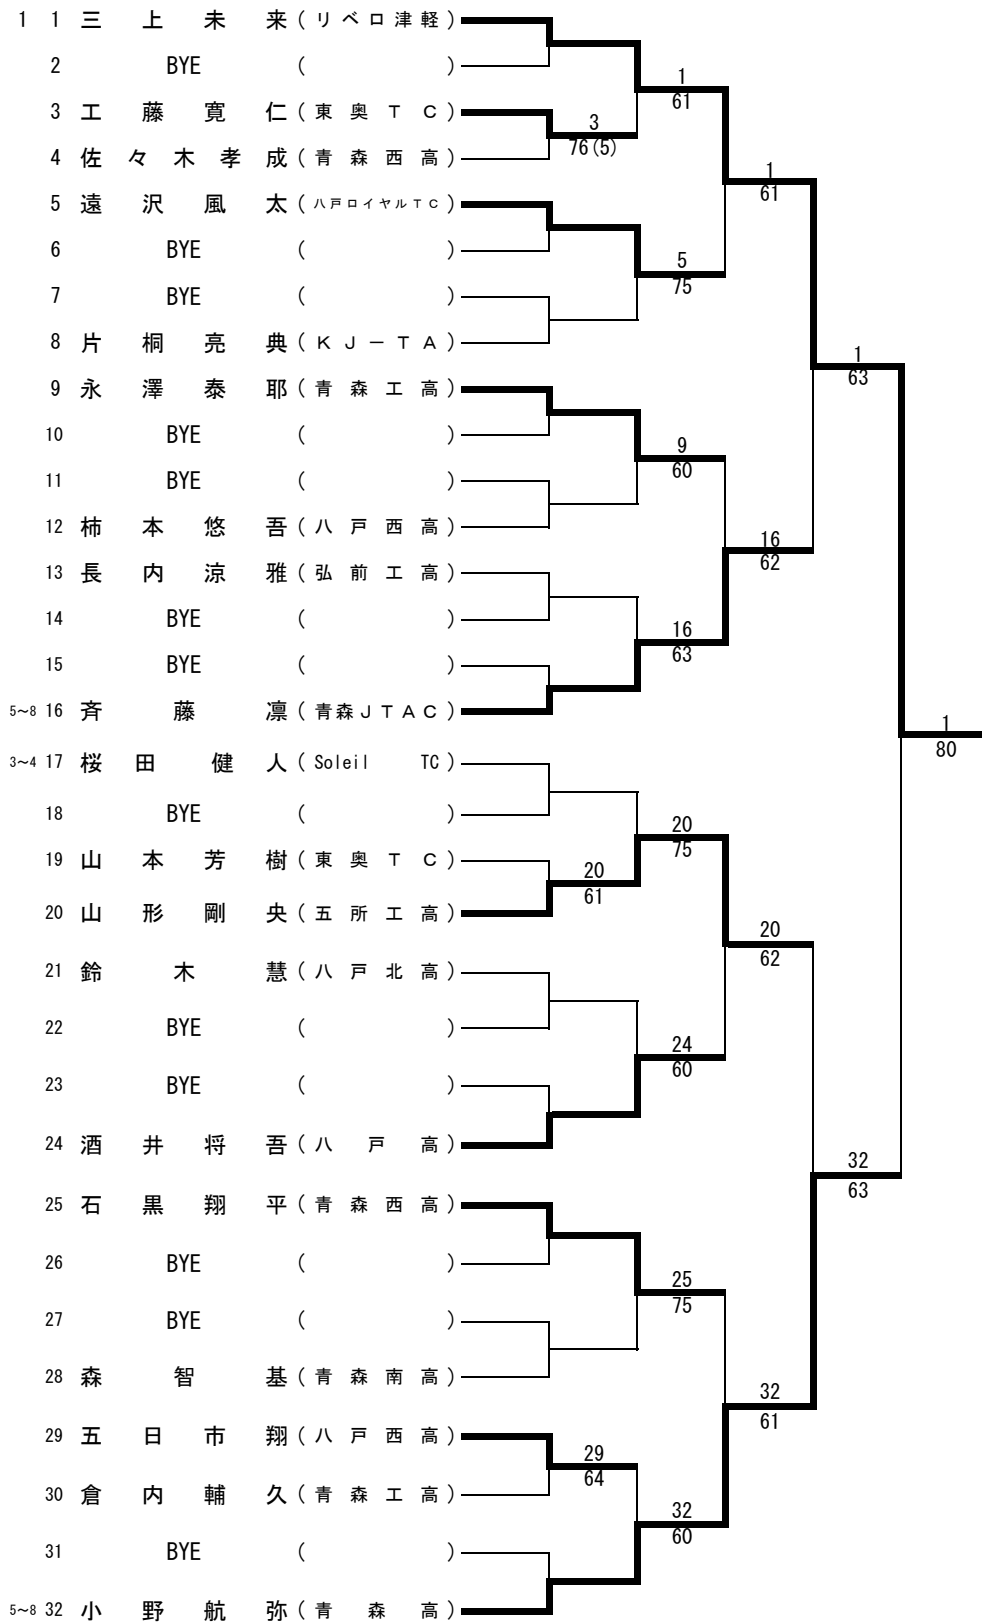 1 1 三上未来(リベロ津軽)
2 BYE ( )
1
61
3 工藤寛仁(東奥TC)
3
76(5)
4 佐々木孝成(青森西高)
1
61
5 遠沢風太(八戸ロイヤルTC)
6 BYE ( )
5
75
7 BYE ( )
8 片桐亮典(KJ－TA)
1
63
9 永澤泰耶(青森工高)
10 BYE ( )
9
60
11 BYE ( )
12 柿本悠吾(八戸西高)
16
62
13 長内涼雅(弘前工高)
14 BYE ( )
16
63
15 BYE ( )
5~8 16 斉藤凛(青森JTAC)
1
80
3~4 17 桜田健人(Soleil TC)
18 BYE ( )
20
75
19 山本芳樹(東奥TC)
20
61
20 山形剛央(五所工高)
20
62
21 鈴木慧(八戸北高)
22 BYE ( )
24
60
23 BYE ( )
24 酒井将吾(八戸高)
32
63
25 石黒翔平(青森西高)
26 BYE ( )
25
75
27 BYE ( )
28 森智基(青森南高)
32
61
29 五日市翔(八戸西高)
29
64
30 倉内輔久(青森工高)
32
60
31 BYE ( )
5~8 32 小野航弥(青森高)